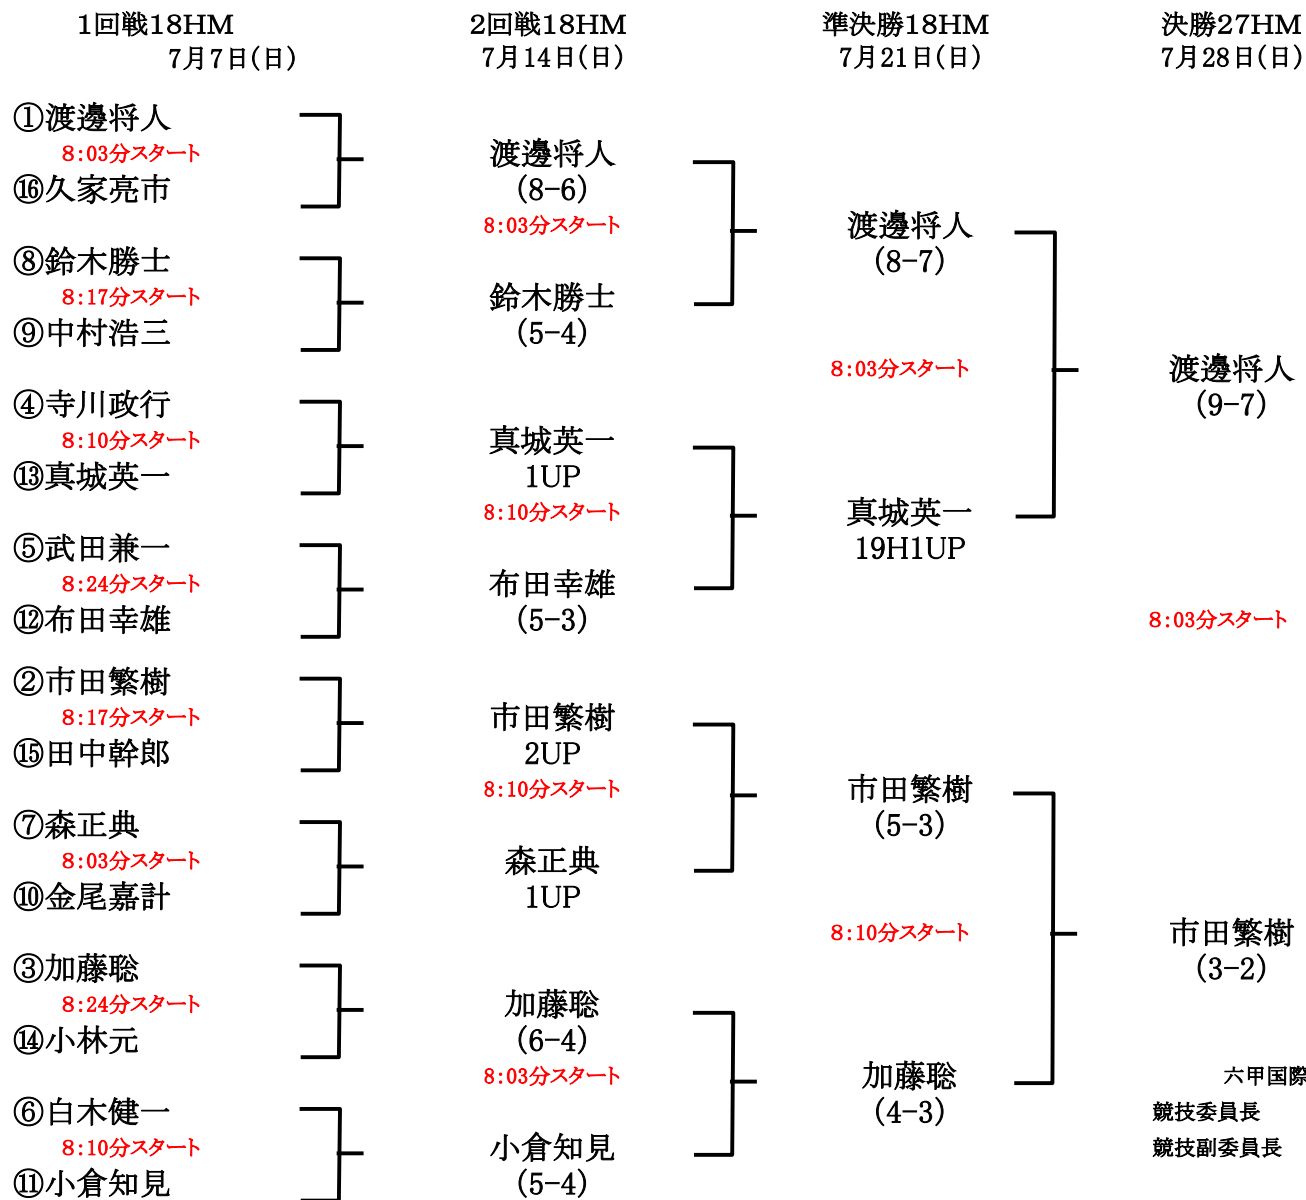 1回戦18HM
7月7日(日)
2回戦18HM
7月14日(日)
準決勝18HM
7月21日(日)
決勝27HM
7月28日(日)
①渡邊将人
8:03分スタート
⑯久家亮市
⑧鈴木勝士
8:17分スタート
⑨中村浩三
④寺川政行
8:10分スタート
⑬真城英一
⑤武田兼一
8:24分スタート
⑫布田幸雄
②市田繁樹
8:17分スタート
⑮田中幹郎
⑦森正典
8:03分スタート
⑩金尾嘉計
③加藤聡
8:24分スタート
⑭小林元
⑥白木健一
8:10分スタート
⑪小倉知見
渡邊将人
(8-6)
8:03分スタート
鈴木勝士
(5-4)
真城英一
1UP
8:10分スタート
布田幸雄
(5-3)
市田繁樹
2UP
8:10分スタート
森正典
1UP
加藤聡
(6-4)
8:03分スタート
小倉知見
(5-4)
渡邊将人
(8-7)
8:03分スタート
真城英一
19H1UP
市田繁樹
(5-3)
8:10分スタート
加藤聡
(4-3)
渡邊将人
(9-7)
8:03分スタート
市田繁樹
(3-2)
六甲国際
競技委員長
競技副委員長